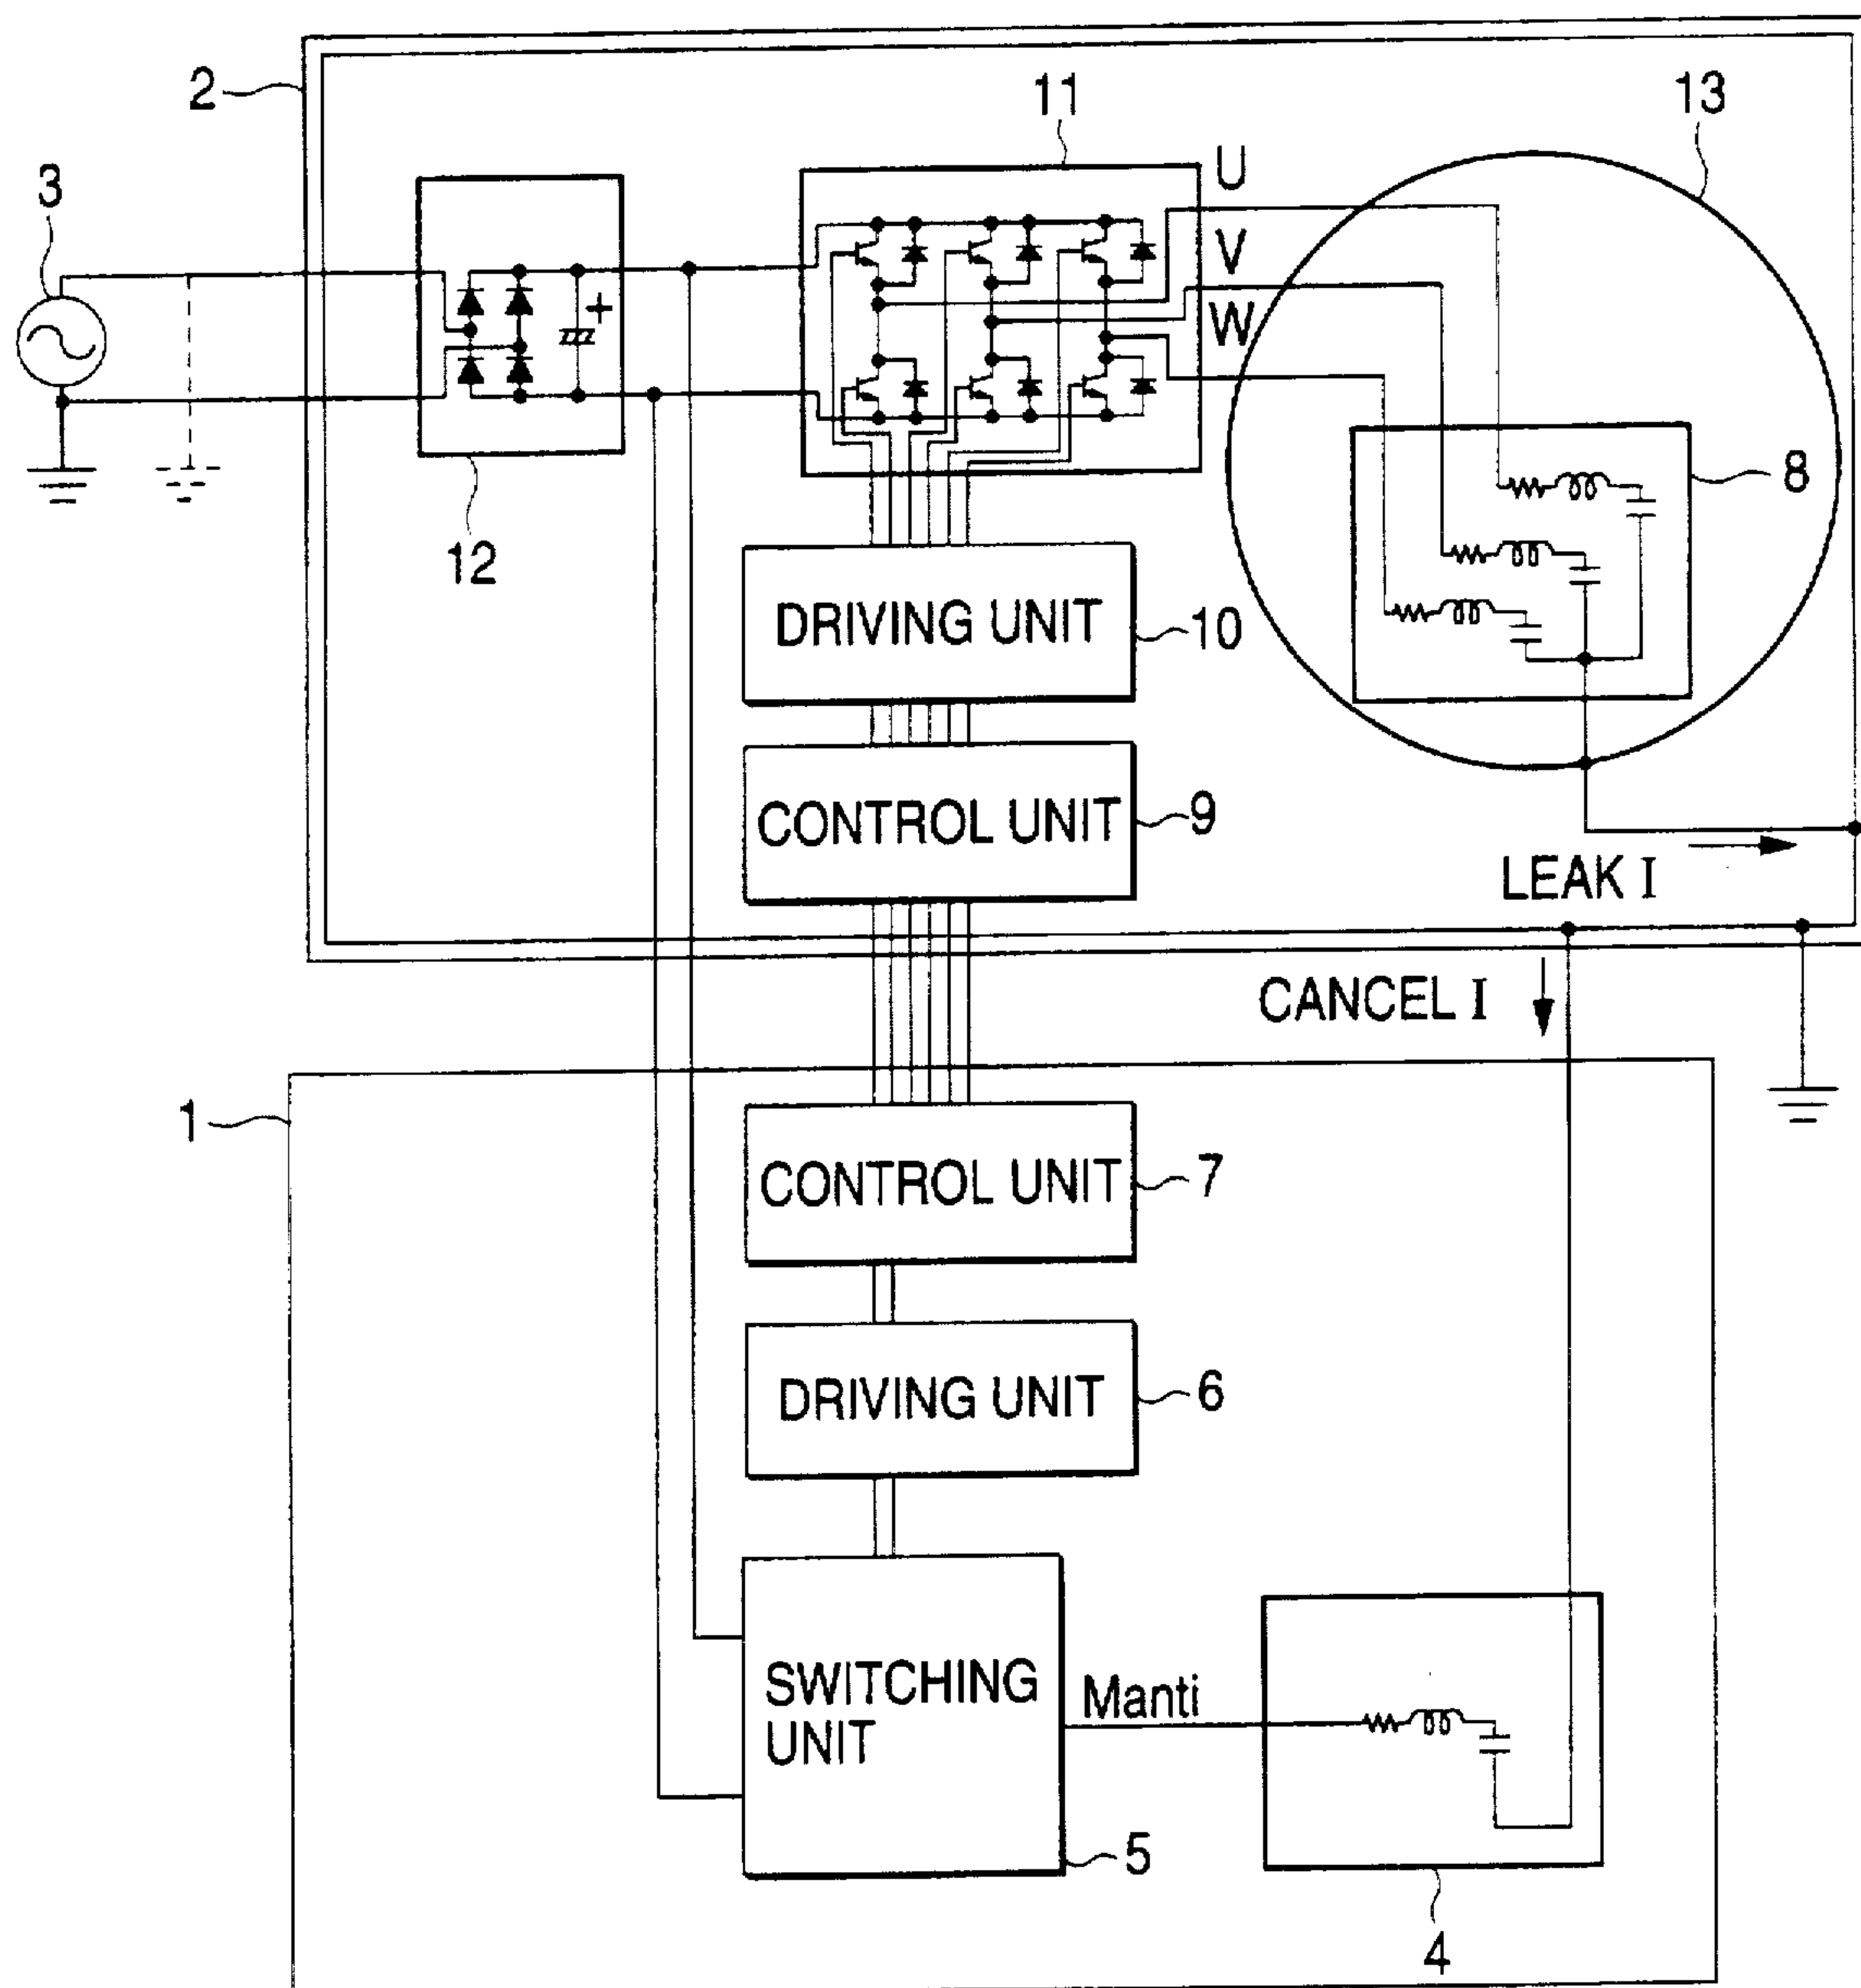 2
11
13
3
U
V
W
+
8
12
DRIVING UNIT
10
CONTROL UNIT
9
LEAK I
CANCEL I
1
CONTROL UNIT
7
DRIVING UNIT
6
SWITCHING
UNIT
Manti
5
4